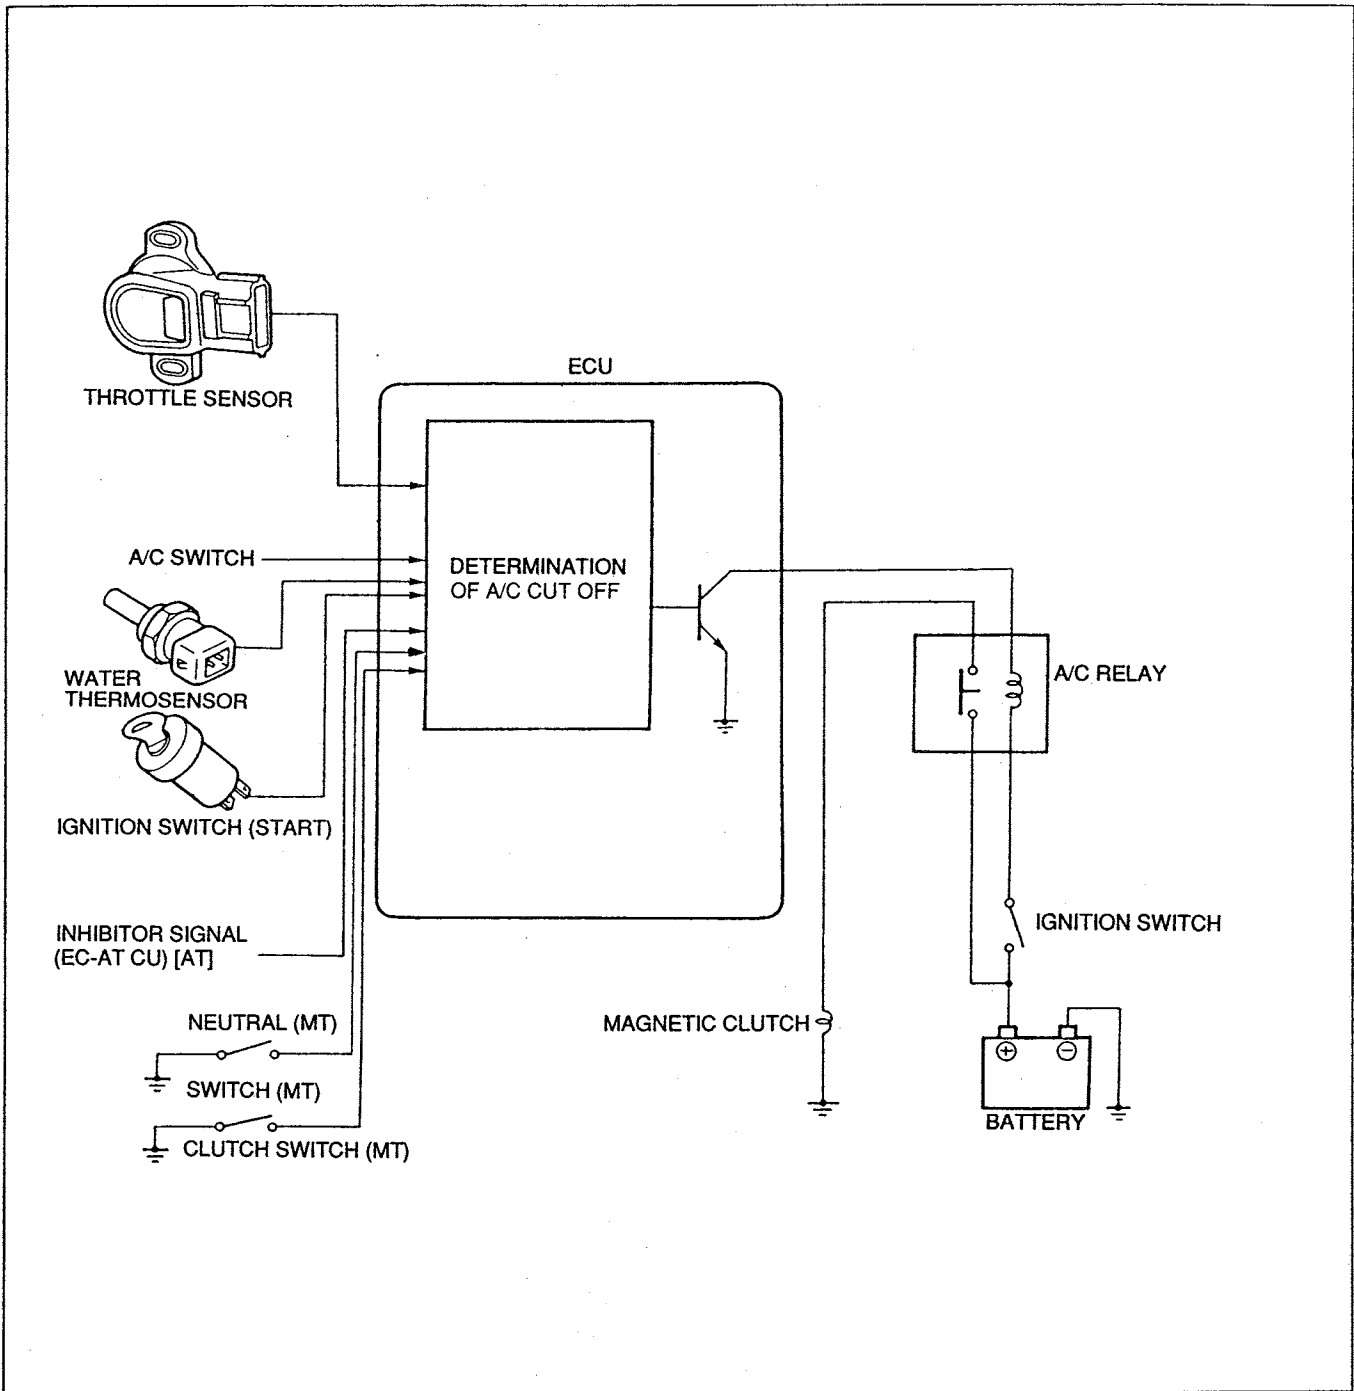 ECU
THROTTLE SENSOR
A/C SWITCH
DETERMINATION
OF A/C CUT OFF
WATER
THERMOSENSOR
A/C RELAY
IGNITION SWITCH (START)
IGNITION SWITCH
INHIBITOR SIGNAL
(EC-AT CU) [AT]
NEUTRAL (MT)
MAGNETIC CLUTCH
+ −
SWITCH (MT)
BATTERY
CLUTCH SWITCH (MT)